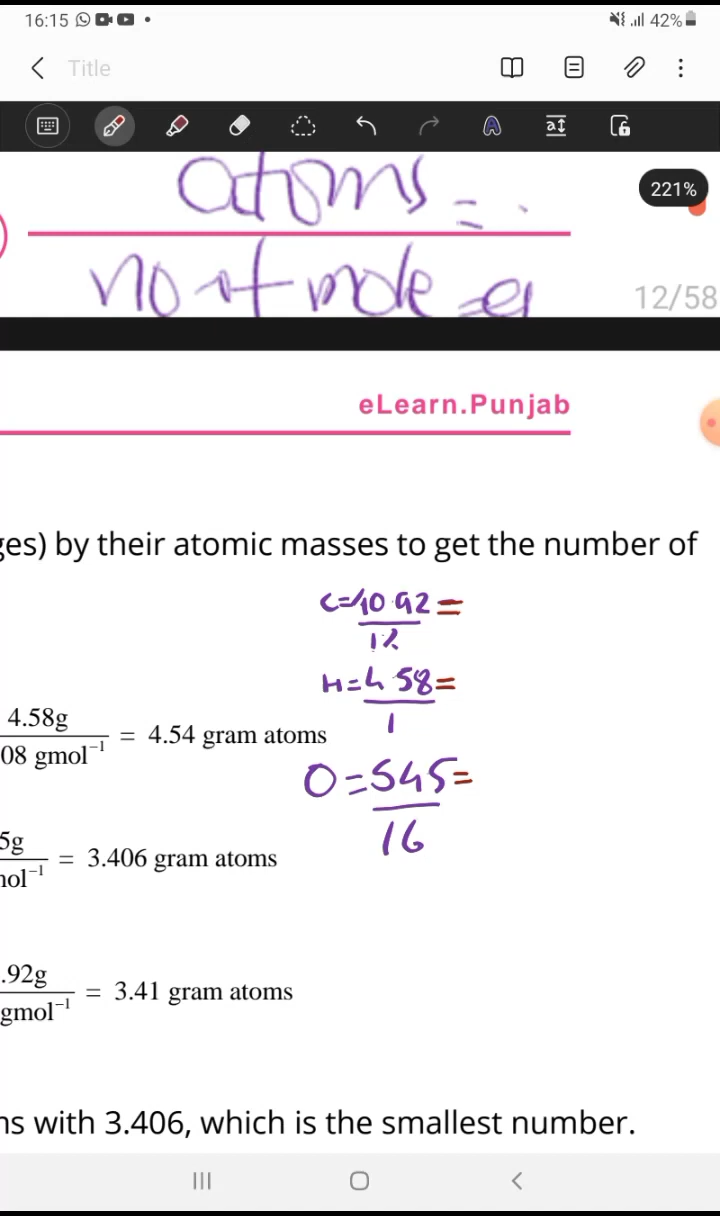 16:15
42%
Title
221%
atoms =
no of mole =
12/58
eLearn.Punjab
ges) by their atomic masses to get the number of
C=40.92=
12
H=4 58=
1
4.58g
08 gmol⁻¹
= 4.54 gram atoms
O=545=
16
5g
nol⁻¹
= 3.406 gram atoms
.92g
gmol⁻¹
= 3.41 gram atoms
ns with 3.406, which is the smallest number.